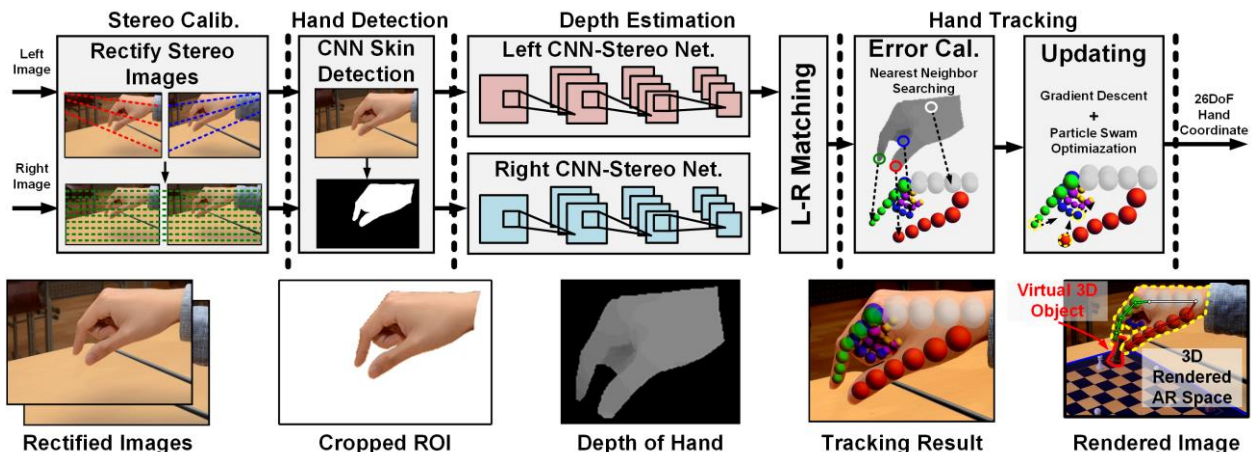 Stereo Calib.
Hand Detection
Depth Estimation
Hand Tracking
Left
Image
Right
Image
Rectify Stereo
Images
CNN Skin
Detection
Left CNN-Stereo Net.
Right CNN-Stereo Net.
L-R Matching
Error Cal.
Nearest Neighbor
Searching
Updating
Gradient Descent
+
Particle Swam
Optimiazation
26DoF
Hand
Coordinate
Virtual 3D
Object
3D
Rendered
AR Space
Rectified Images
Cropped ROI
Depth of Hand
Tracking Result
Rendered Image